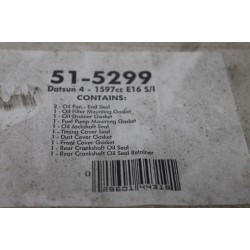 51-5299
Datsun 4 - 1597cc E16 S/I
CONTAINS:
2 - Oil Pan - End Seal
1 - Oil Filter Mounting Gasket
1 - Oil Strainer Gasket
1 - Fuel Pump Mounting Gasket
1 - Oil Jackshaft Seal
1 - Timing Cover Seal
1 - Dust Cover Gasket
1 - Front Cover Gasket
1 - Rear Crankshaft Oil Seal
1 - Rear Crankshaft Oil Seal Retainer